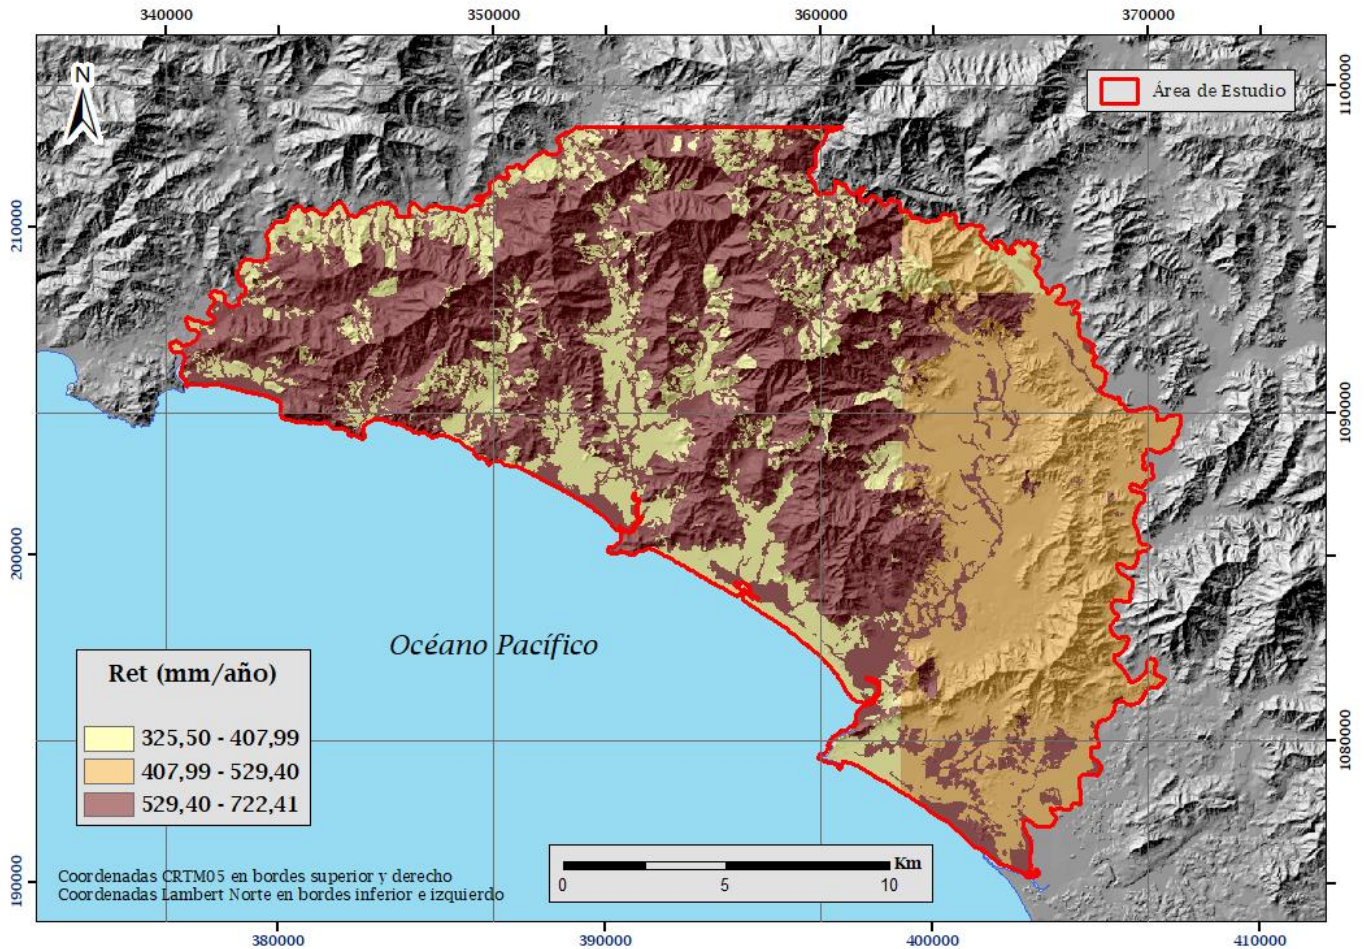 340000 350000 360000 370000
N
Área de Estudio
1100000
210000
1090000
200000
Océano Pacífico
Ret (mm/año)
325,50 - 407,99
407,99 - 529,40
529,40 - 722,41
1080000
Km
0 5 10
Coordenadas CRTM05 en bordes superior y derecho
Coordenadas Lambert Norte en bordes inferior e izquierdo
190000
380000 390000 400000 410000